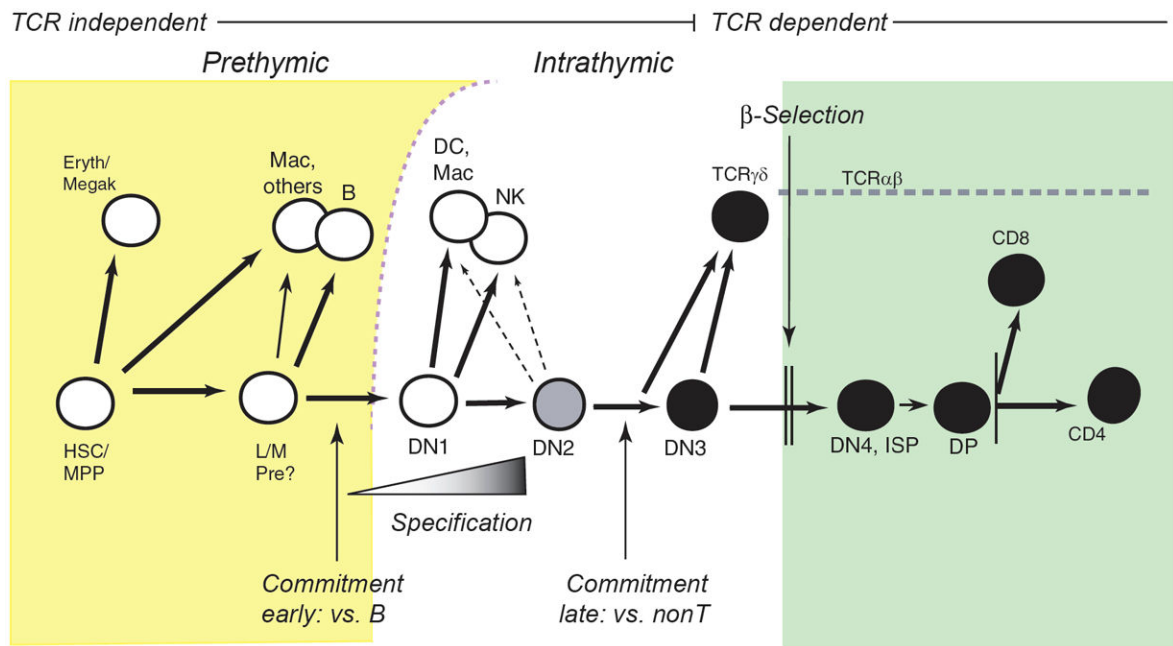 TCR independent
TCR dependent
Prethymic
Intrathymic
β-Selection
Eryth/
Megak
Mac,
others
B
DC,
Mac
NK
TCRγδ
TCRαβ
CD8
HSC/
MPP
L/M
Pre?
DN1
DN2
DN3
DN4, ISP
DP
CD4
Specification
Commitment
early: vs. B
Commitment
late: vs. nonT